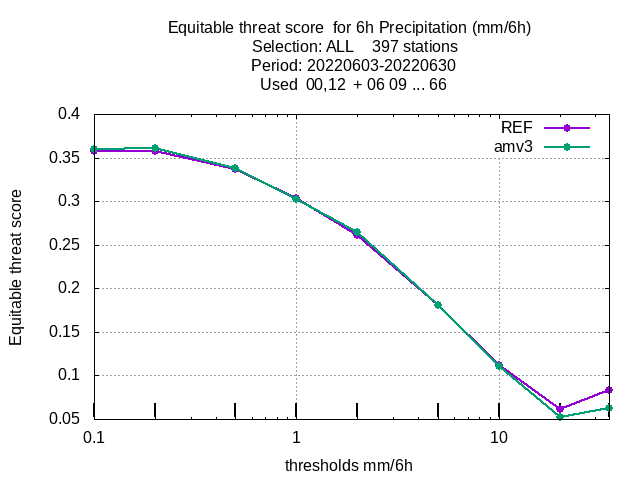 Equitable threat score  for 6h Precipitation (mm/6h)
Selection: ALL    397 stations
Period: 20220603-20220630
Used  00,12  + 06 09 ... 66
REF
amv3
0.4
0.35
0.3
0.25
0.2
0.15
0.1
0.05
Equitable threat score
0.1
1
10
thresholds mm/6h